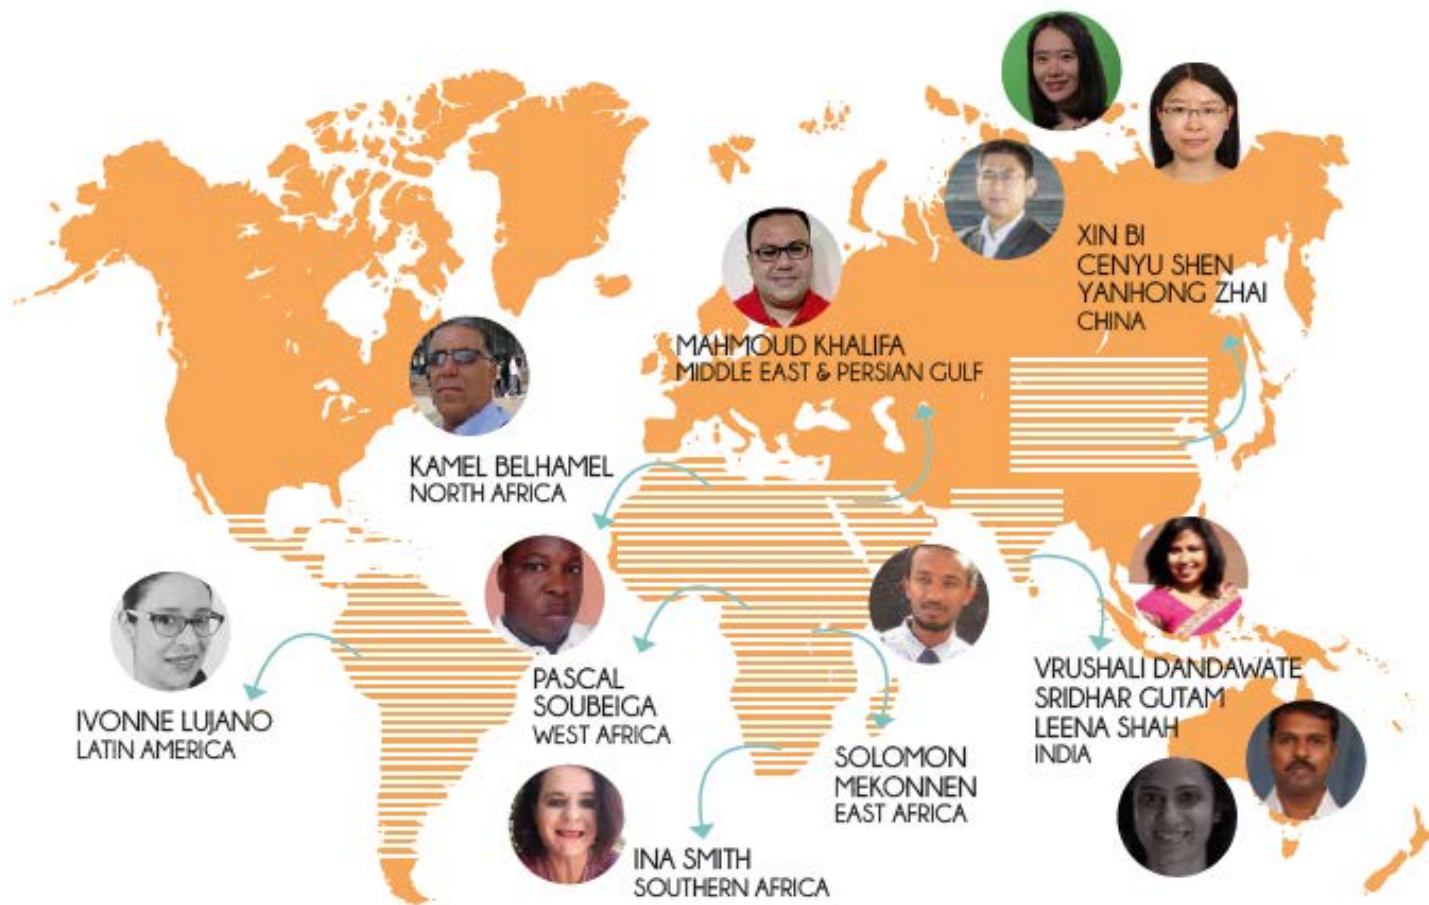 XIN BI
CENYU SHEN
YANHONG ZHAI
CHINA
MAHMOUD KHALIFA
MIDDLE EAST & PERSIAN GULF
KAMEL BELHAMEL
NORTH AFRICA
IVONNE LUJANO
LATIN AMERICA
PASCAL
SOUBEIGA
WEST AFRICA
VRUSHALI DANDAWATE
SRIDHAR GUTAM
LEENA SHAH
INDIA
SOLOMON
MEKONNEN
EAST AFRICA
INA SMITH
SOUTHERN AFRICA